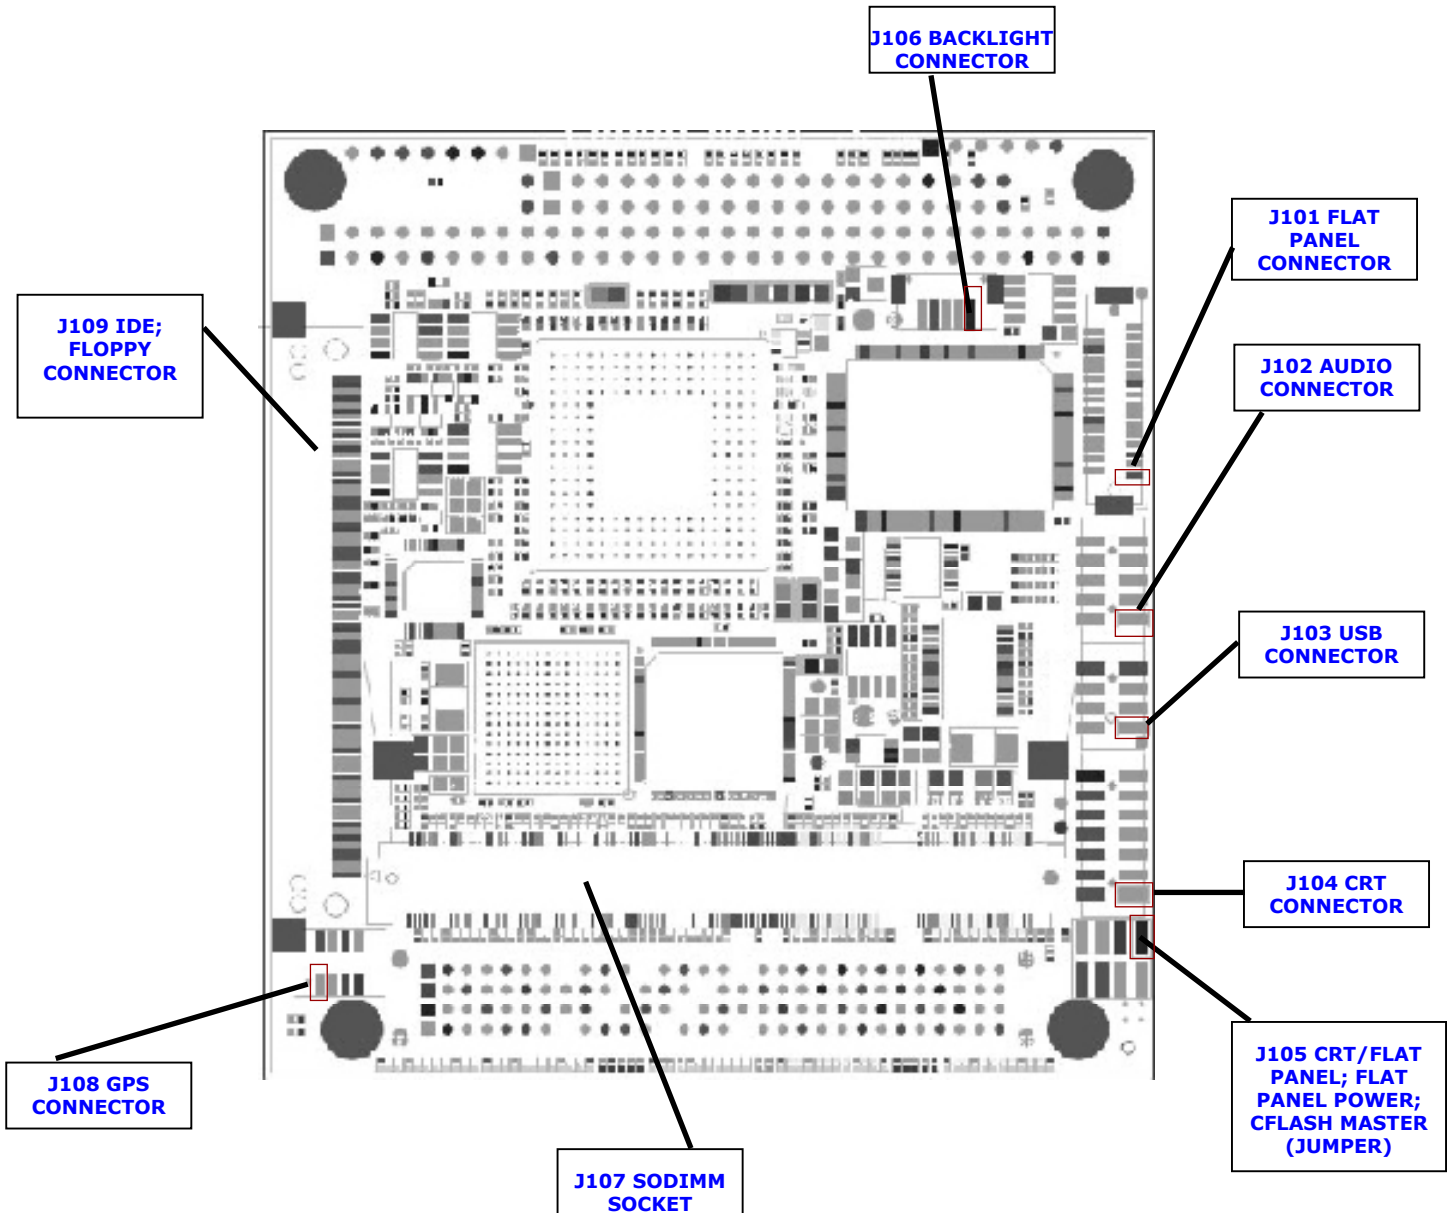 J106 BACKLIGHT
CONNECTOR
J101 FLAT
PANEL
CONNECTOR
J109 IDE;
FLOPPY
CONNECTOR
J102 AUDIO
CONNECTOR
J103 USB
CONNECTOR
J104 CRT
CONNECTOR
J105 CRT/FLAT
PANEL; FLAT
PANEL POWER;
CFLASH MASTER
(JUMPER)
J108 GPS
CONNECTOR
J107 SODIMM
SOCKET